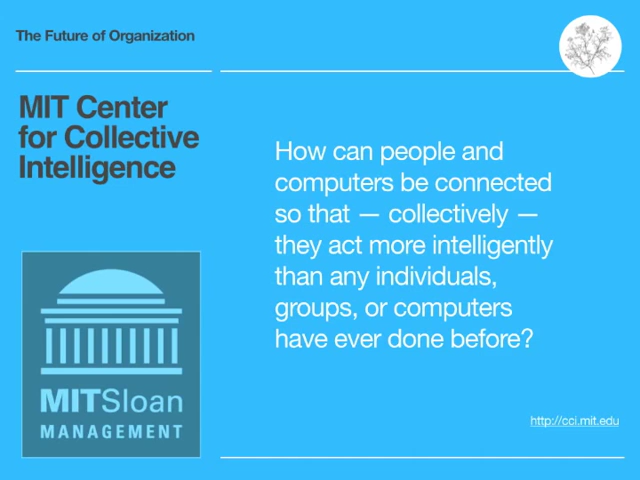 The Future of Organization
MIT Center
for Collective
Intelligence
How can people and
computers be connected
so that — collectively —
they act more intelligently
than any individuals,
groups, or computers
have ever done before?
MITSloan
MANAGEMENT
http://cci.mit.edu